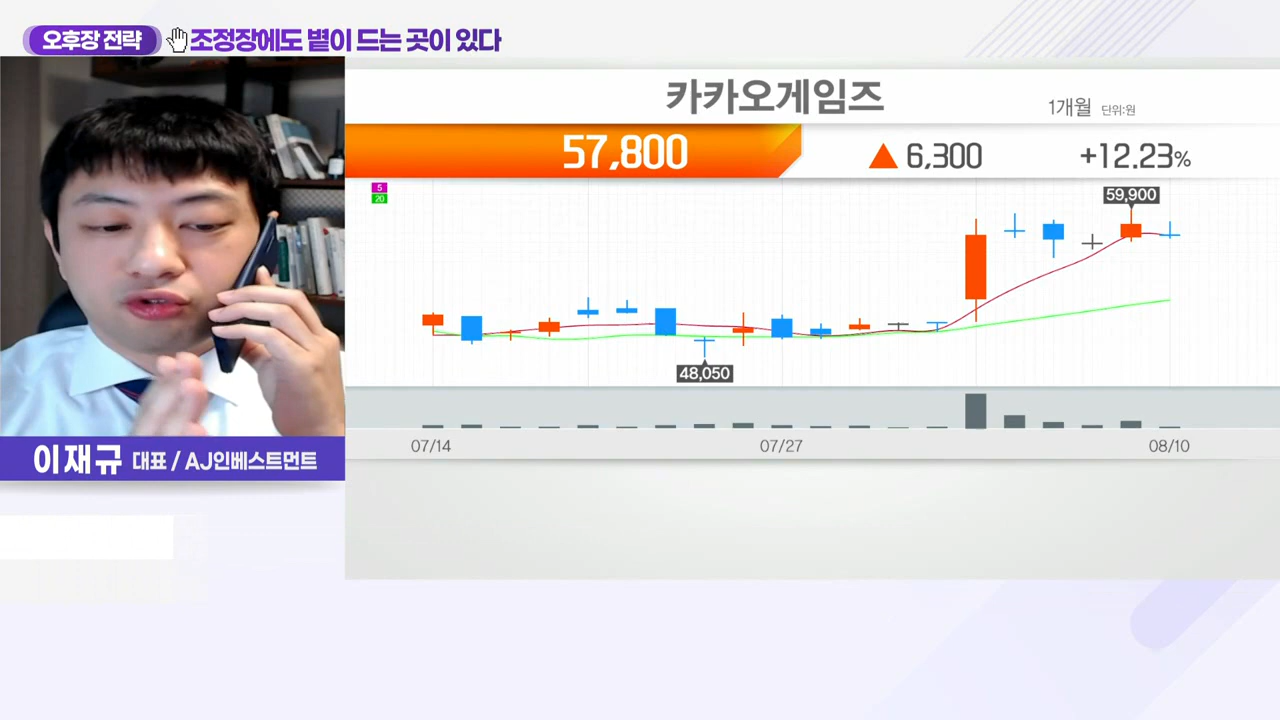 오후장 전략 조정장에도 볕이 드는 곳이 있다
카카오게임즈
1개월 단위:원
57,800 ▲ 6,300 +12.23%
5
20
59,900
48,050
07/14 07/27 08/10
이재규 대표 / AJ인베스트먼트